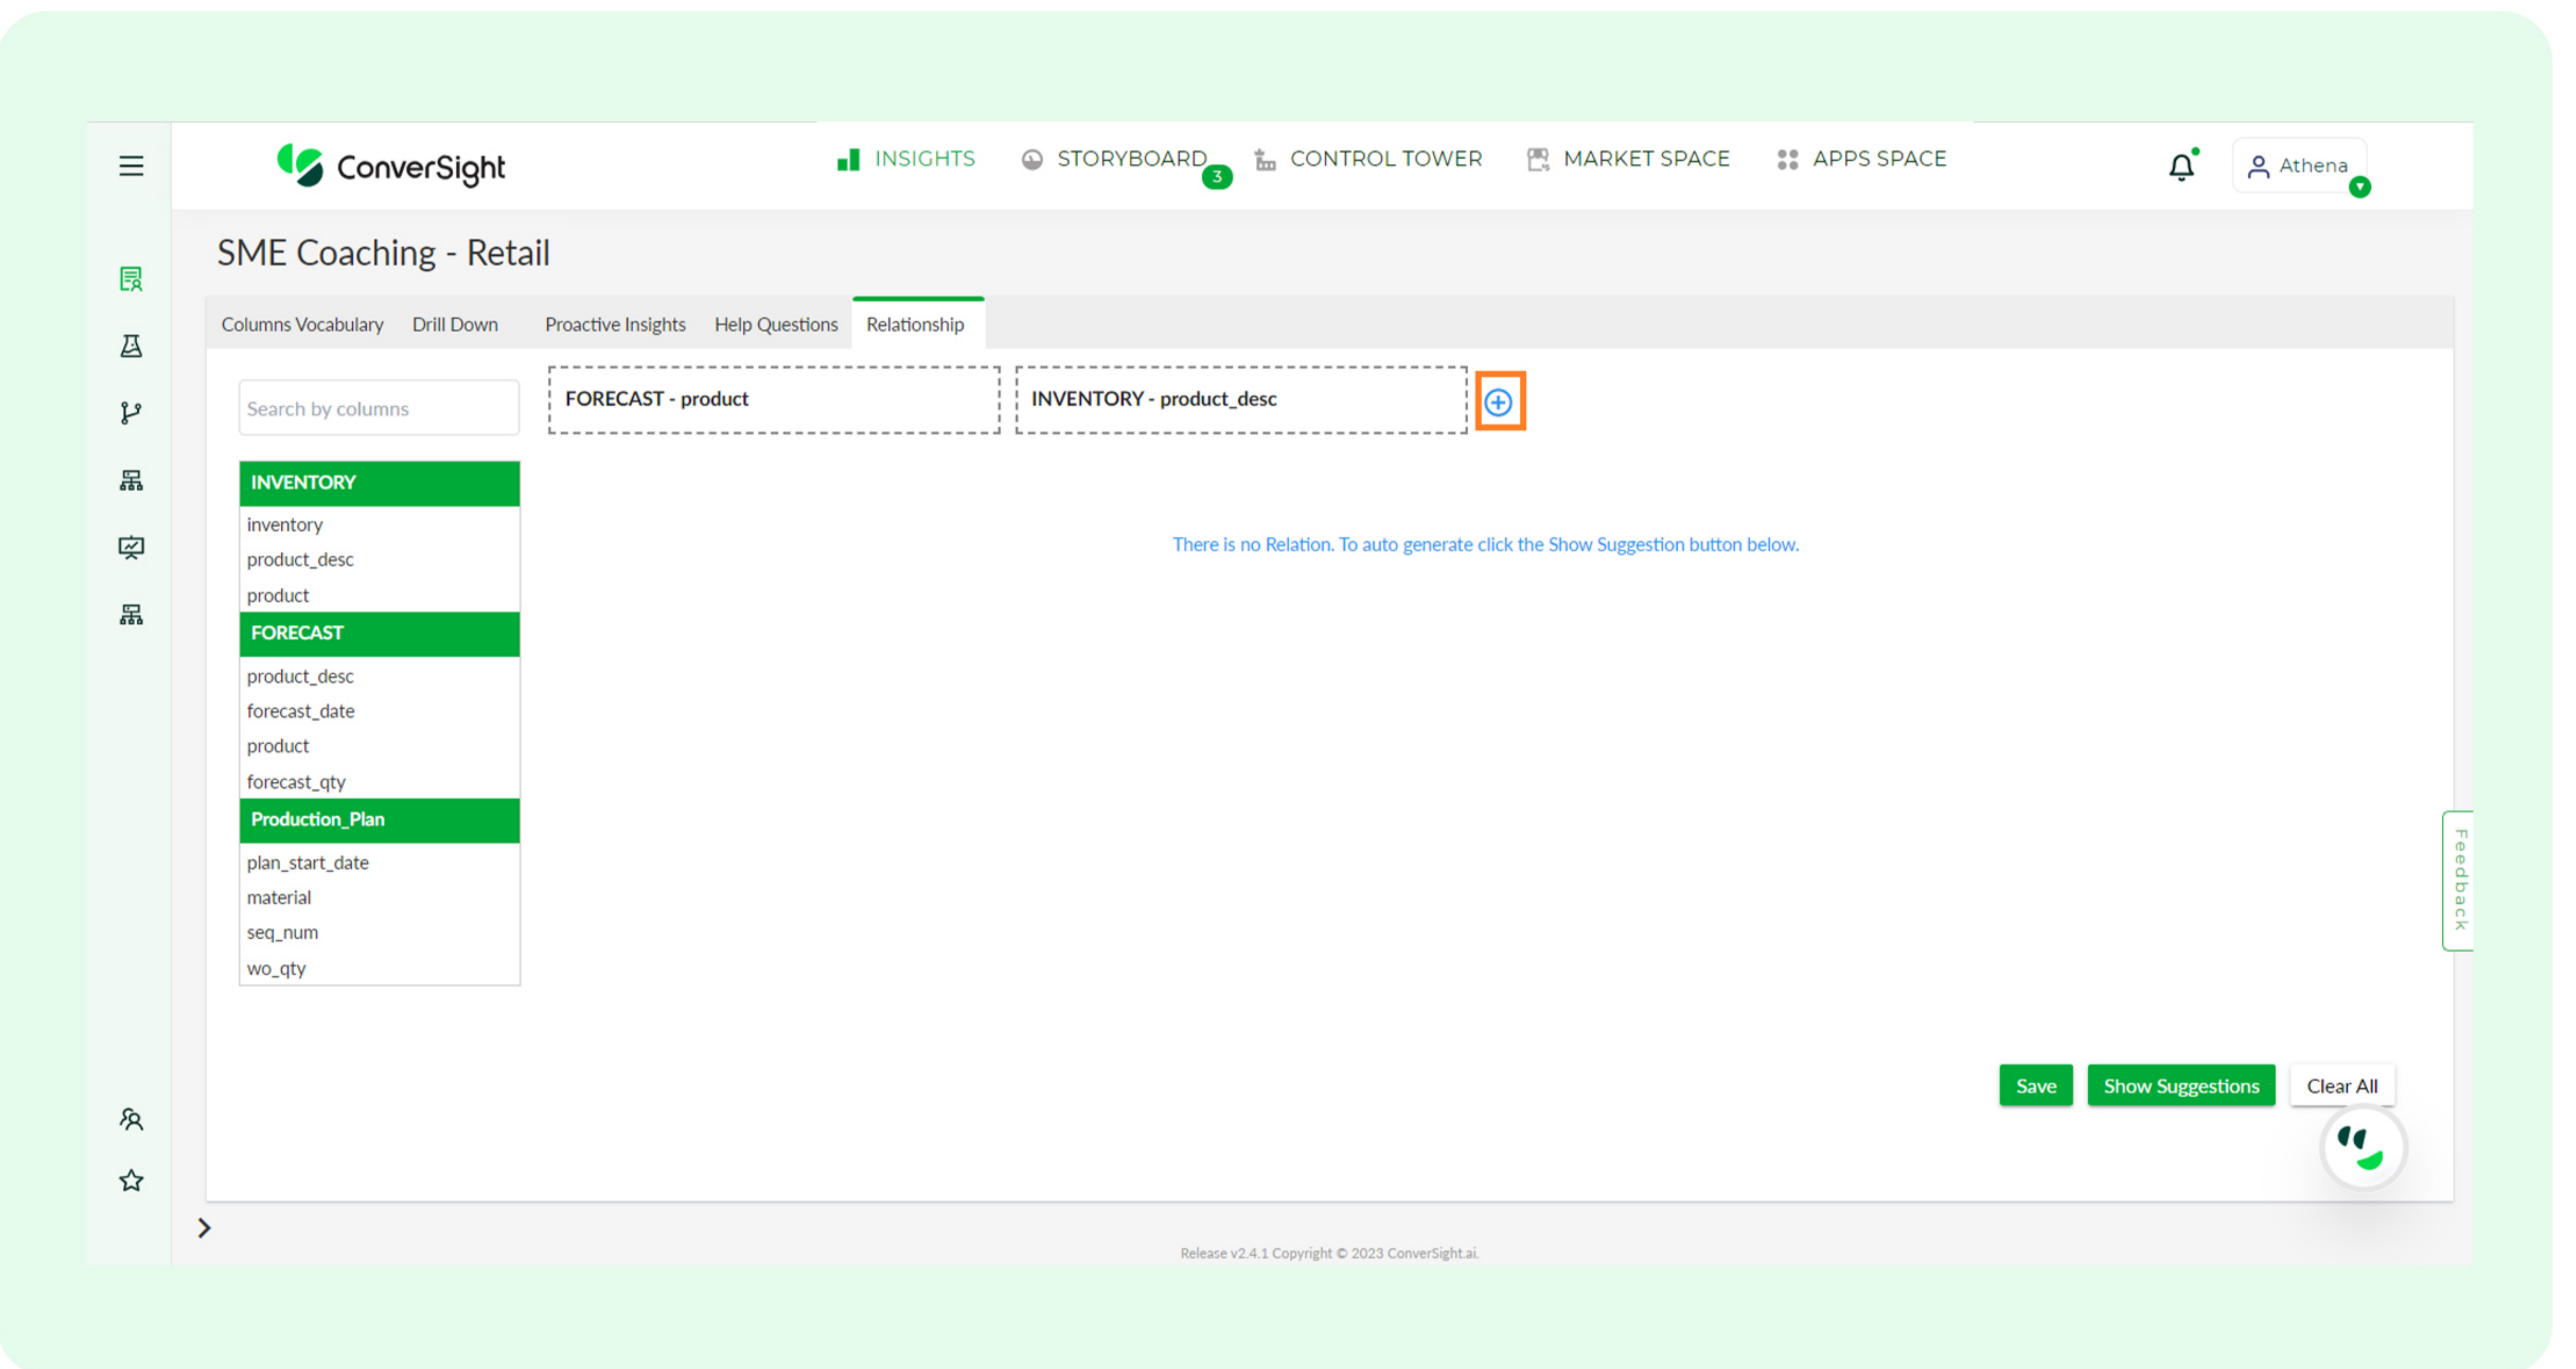 ConverSight
INSIGHTS
STORYBOARD
3
CONTROL TOWER
MARKET SPACE
APPS SPACE
Athena
SME Coaching - Retail
Columns Vocabulary
Drill Down
Proactive Insights
Help Questions
Relationship
Search by columns
FORECAST - product
INVENTORY - product_desc
INVENTORY
inventory
product_desc
product
FORECAST
product_desc
forecast_date
product
forecast_qty
Production_Plan
plan_start_date
material
seq_num
wo_qty
There is no Relation. To auto generate click the Show Suggestion button below.
Feedback
Save
Show Suggestions
Clear All
Release v2.4.1 Copyright © 2023 ConverSight.ai.